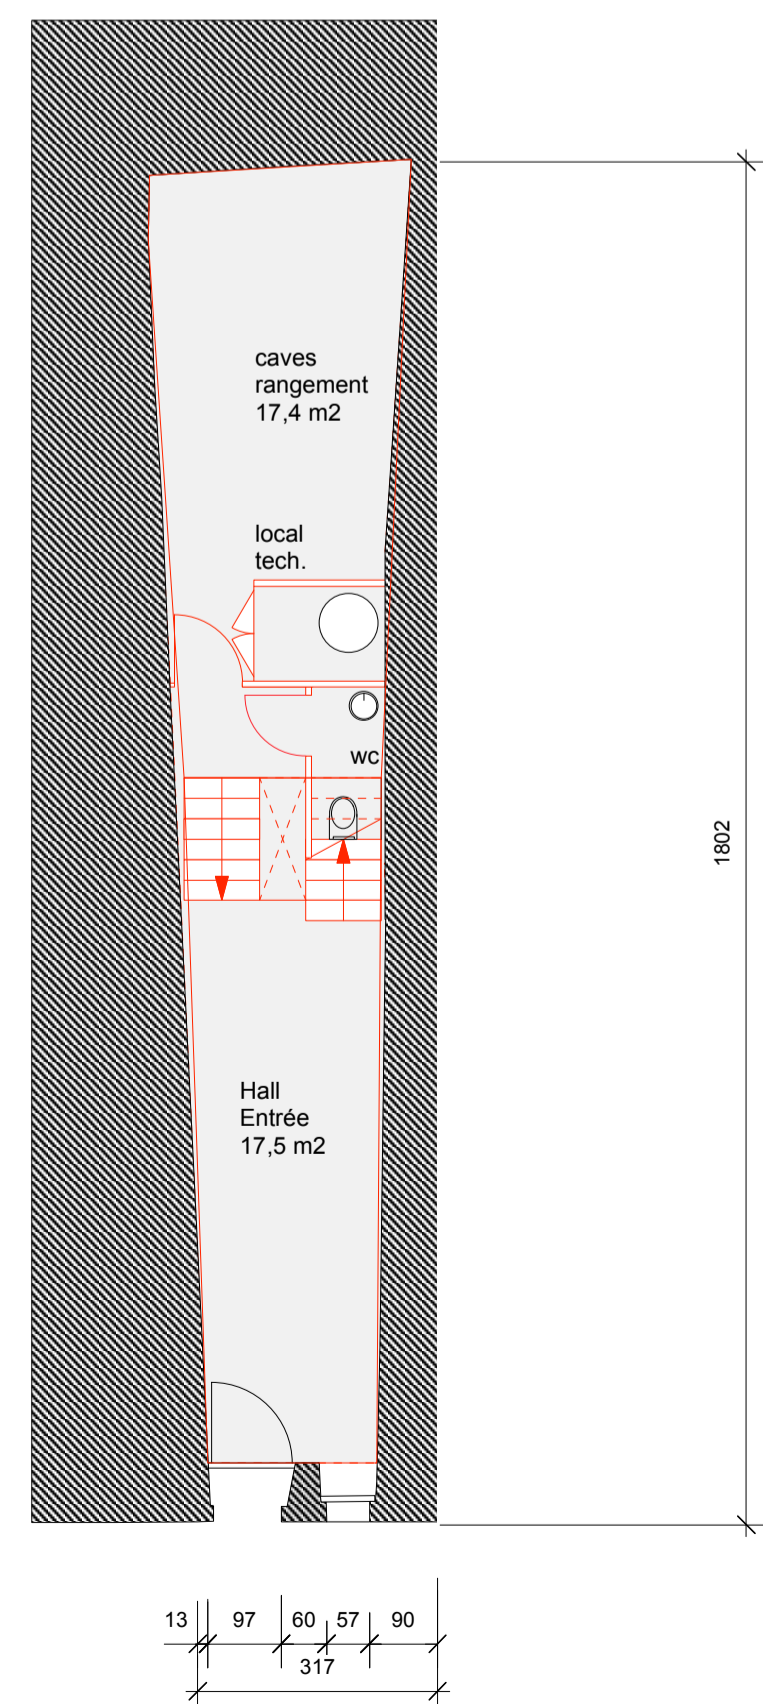 caves
rangement
17,4 m2
local
tech.
wc
1802
Hall
Entrée
17,5 m2
13 97 60 57 90
317